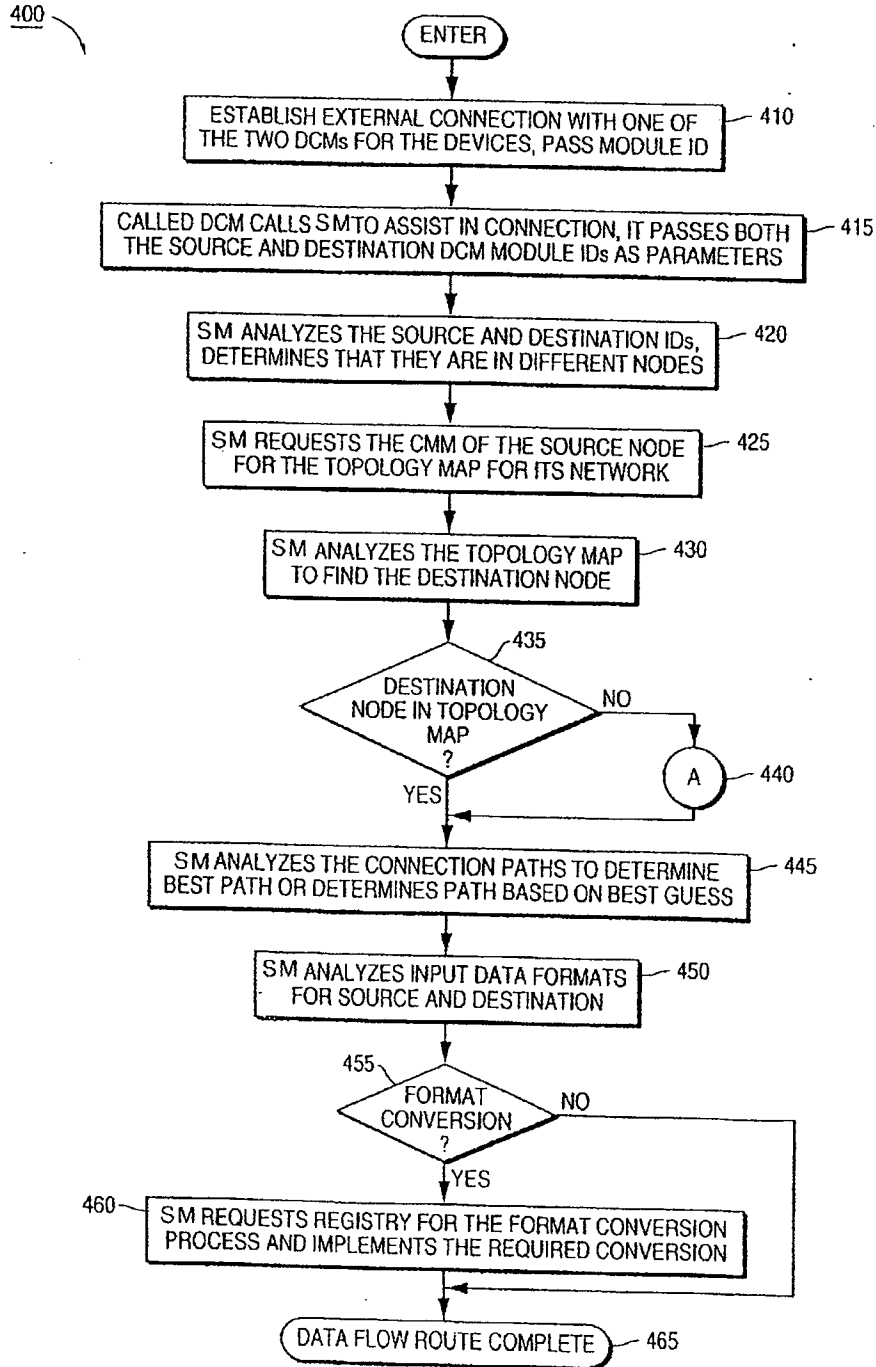 400
ENTER
ESTABLISH EXTERNAL CONNECTION WITH ONE OF
THE TWO DCMs FOR THE DEVICES, PASS MODULE ID
410
CALLED DCM CALLS SM TO ASSIST IN CONNECTION, IT PASSES BOTH
THE SOURCE AND DESTINATION DCM MODULE IDs AS PARAMETERS
415
SM ANALYZES THE SOURCE AND DESTINATION IDs,
DETERMINES THAT THEY ARE IN DIFFERENT NODES
420
SM REQUESTS THE CMM OF THE SOURCE NODE
FOR THE TOPOLOGY MAP FOR ITS NETWORK
425
SM ANALYZES THE TOPOLOGY MAP
TO FIND THE DESTINATION NODE
430
435
DESTINATION
NODE IN TOPOLOGY
MAP
?
NO
A
440
YES
SM ANALYZES THE CONNECTION PATHS TO DETERMINE
BEST PATH OR DETERMINES PATH BASED ON BEST GUESS
445
SM ANALYZES INPUT DATA FORMATS
FOR SOURCE AND DESTINATION
450
455
FORMAT
CONVERSION
?
NO
YES
460
SM REQUESTS REGISTRY FOR THE FORMAT CONVERSION
PROCESS AND IMPLEMENTS THE REQUIRED CONVERSION
DATA FLOW ROUTE COMPLETE
465